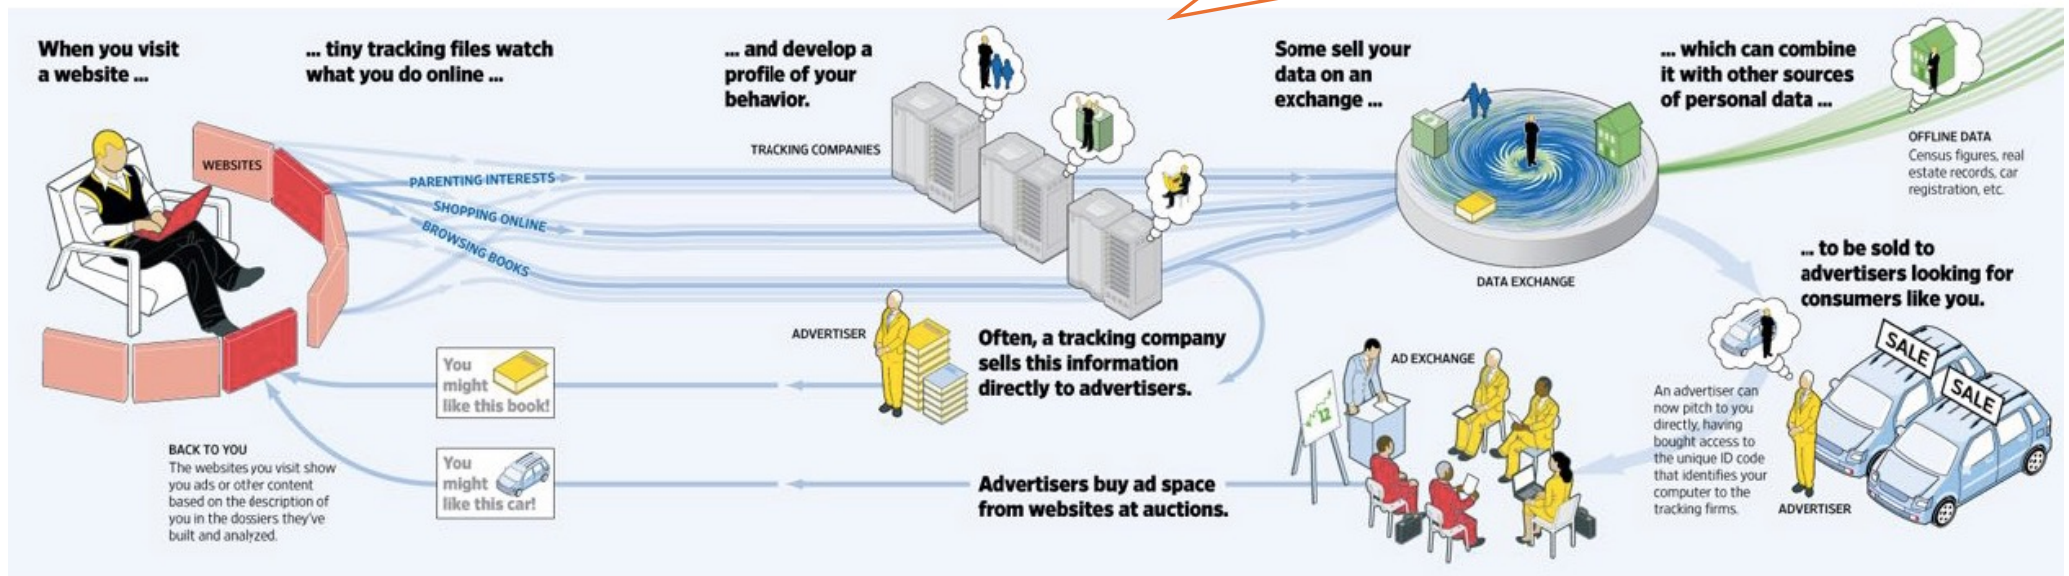 When you visit
a website ...
... tiny tracking files watch
what you do online ...
... and develop a
profile of your
behavior.
Some sell your
data on an
exchange ...
... which can combine
it with other sources
of personal data ...
WEBSITES
PARENTING INTERESTS
SHOPPING ONLINE
BROWSING BOOKS
TRACKING COMPANIES
DATA EXCHANGE
OFFLINE DATA
Census figures, real
estate records, car
registration, etc.
... to be sold to
advertisers looking for
consumers like you.
SALE
SALE
An advertiser can
now pitch to you
directly, having
bought access to
the unique ID code
that identifies your
computer to the
tracking firms.
ADVERTISER
ADVERTISER
Often, a tracking company
sells this information
directly to advertisers.
AD EXCHANGE
12
Advertisers buy ad space
from websites at auctions.
You
might
like this book!
You
might
like this car!
BACK TO YOU
The websites you visit show
you ads or other content
based on the description of
you in the dossiers they've
built and analyzed.